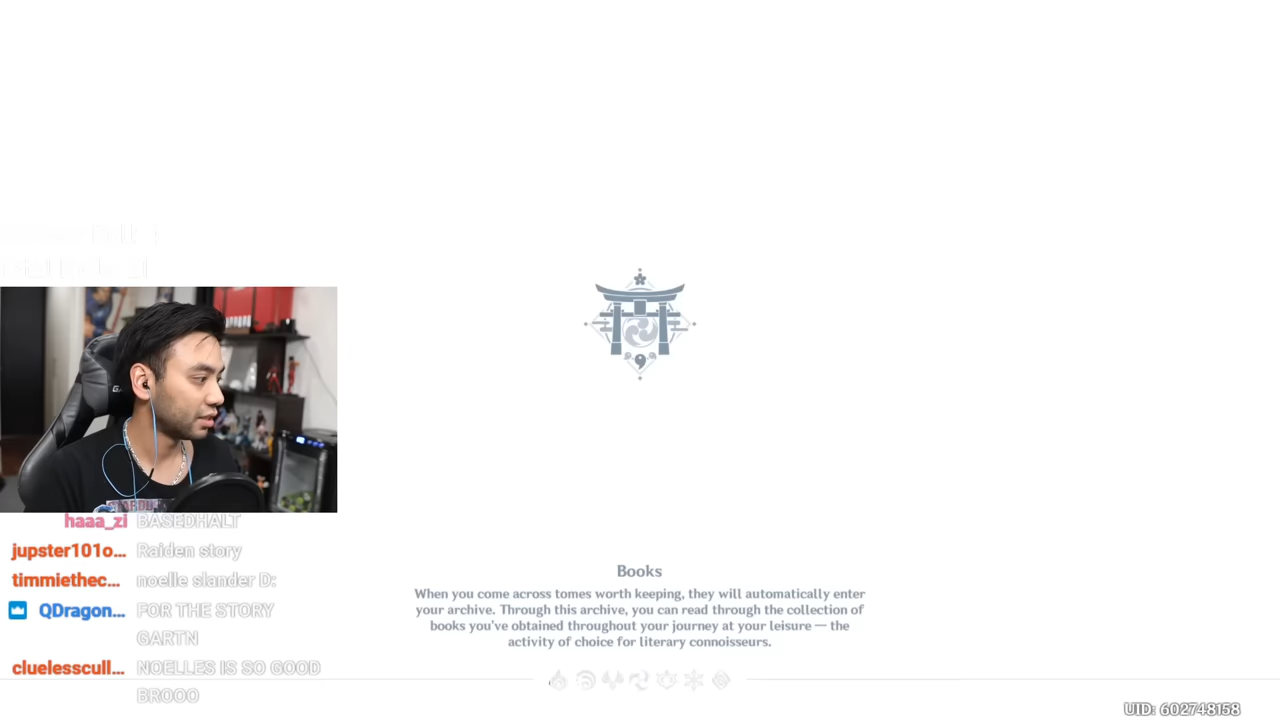 haaa_zi BASEDHALT
jupster101o... Raiden story
timmiethec... noelle slander D:
QDragon... FOR THE STORY
GARTN
cluelesscull... NOELLES IS SO GOOD
BROOO
Books
When you come across tomes worth keeping, they will automatically enter
your archive. Through this archive, you can read through the collection of
books you've obtained throughout your journey at your leisure — the
activity of choice for literary connoisseurs.
UID: 602748158